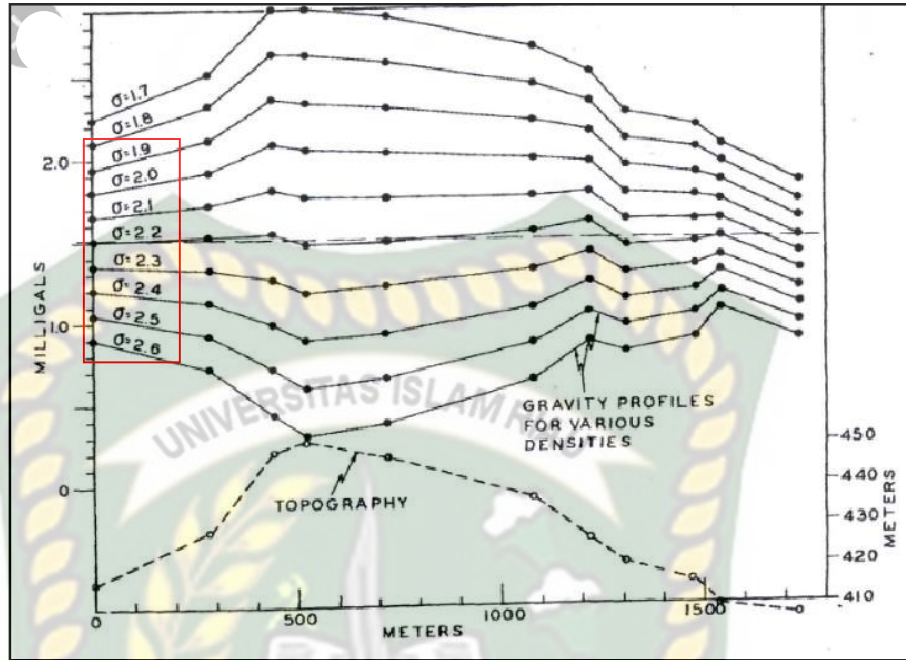 σ=1.7
σ=1.8
σ=1.9
2.0
σ=2.0
σ=2.1
σ=2.2
σ=2.3
σ=2.4
1.0
σ=2.5
σ=2.6
MILLIGALS
GRAVITY PROFILES
FOR VARIOUS
DENSITIES
UNIVERSITAS ISLAM
450
440
430
420
410
METERS
0
TOPOGRAPHY
0
500
1000
1500
METERS